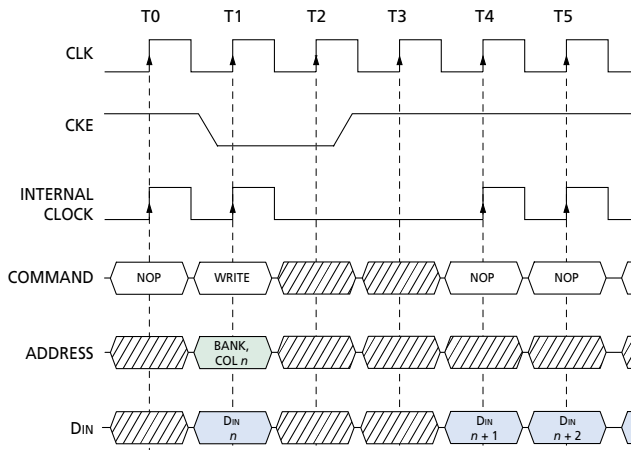 T0 T1 T2 T3 T4 T5
CLK
CKE
INTERNAL
CLOCK
COMMAND NOP WRITE NOP NOP
ADDRESS BANK,
COL n
DIN DIN DIN DIN
n n + 1 n + 2